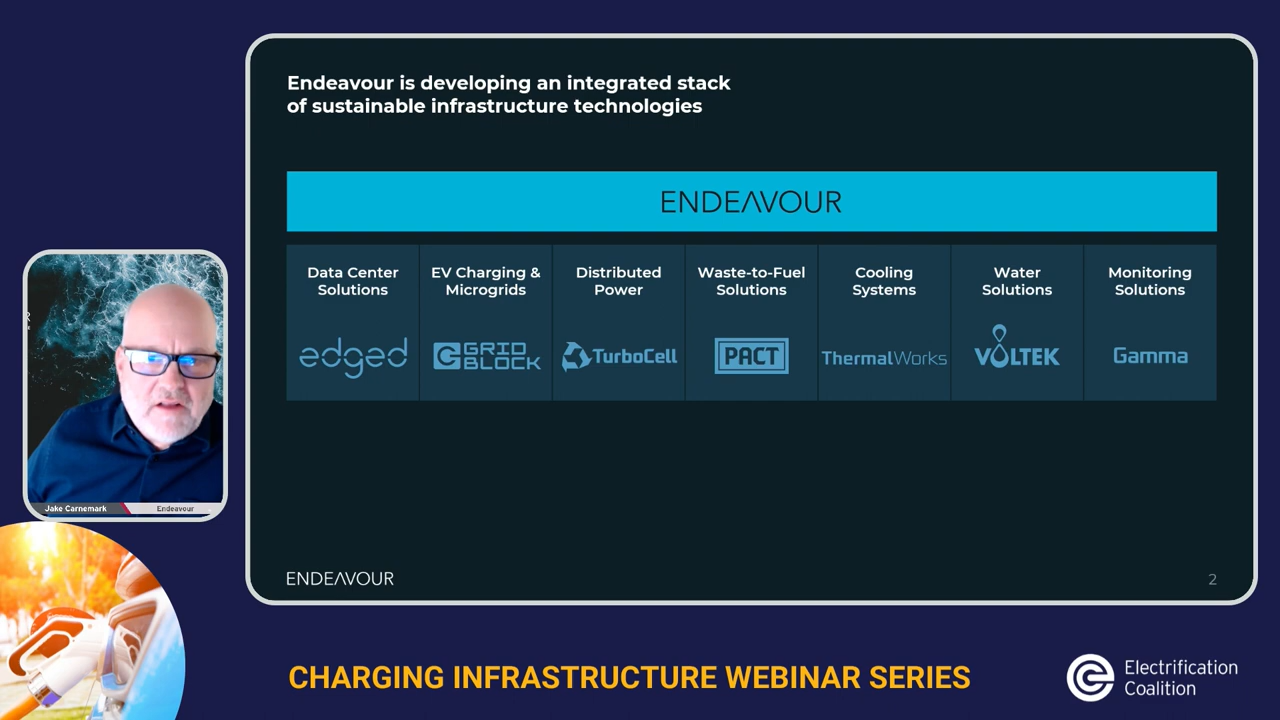 Endeavour is developing an integrated stack
of sustainable infrastructure technologies
ENDEAVOUR
Data Center
Solutions
edged
EV Charging &
Microgrids
GRID
BLOCK
Distributed
Power
TurboCell
Waste-to-Fuel
Solutions
PACT
Cooling
Systems
ThermalWorks
Water
Solutions
VOLTEK
Monitoring
Solutions
Gamma
Jake Carnemark
Endeavour
ENDEAVOUR
2
CHARGING INFRASTRUCTURE WEBINAR SERIES
Electrification
Coalition